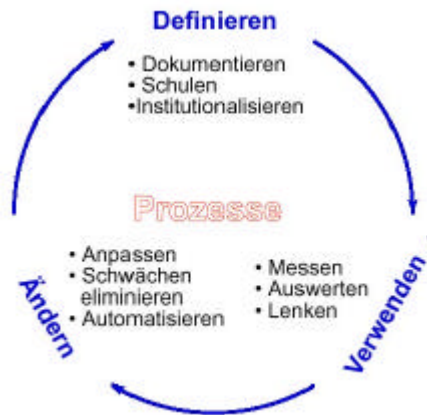 Definieren
• Dokumentieren
• Schulen
•Institutionalisieren
Prozesse
• Anpassen
• Schwächen
eliminieren
• Automatisieren
Ändern
• Messen
• Auswerten
• Lenken
Verwenden